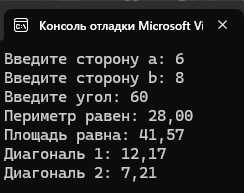 Консоль отладки Microsoft Vi
Введите сторону a: 6
Введите сторону b: 8
Введите угол: 60
Периметр равен: 28,00
Площадь равна: 41,57
Диагональ 1: 12,17
Диагональ 2: 7,21